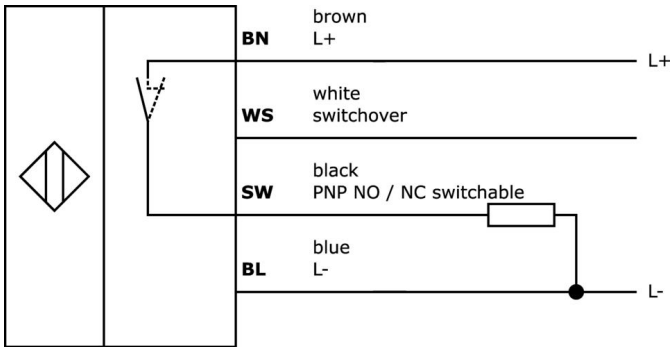 brown
BN L+ L+
white
WS switchover
black
SW PNP NO / NC switchable
blue
BL L- L-